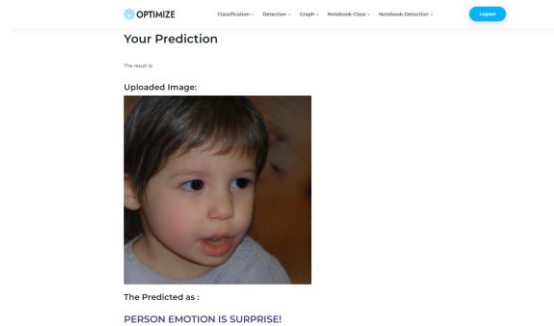 OPTIMIZE
Classification Detection Graph Notebook-Class Notebook-Detection Logout
Your Prediction
The result is
Uploaded Image:
The Predicted as :
PERSON EMOTION IS SURPRISE!